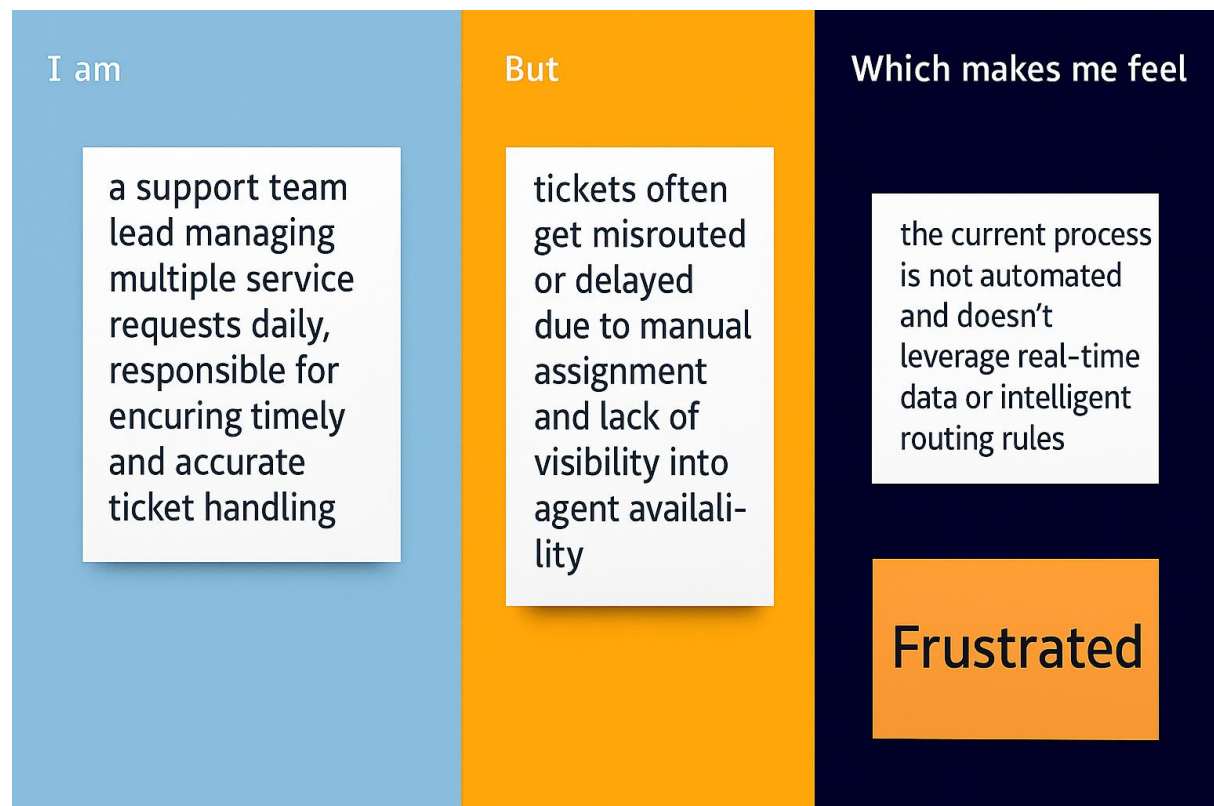 I am
a support team
lead managing
multiple service
requests daily,
responsible for
encuring timely
and accurate
ticket handling
But
tickets often
get misrouted
or delayed
due to manual
assignment
and lack of
visibility into
agent availali-
lity
Which makes me feel
the current process
is not automated
and doesn’t
leverage real-time
data or intelligent
routing rules
Frustrated